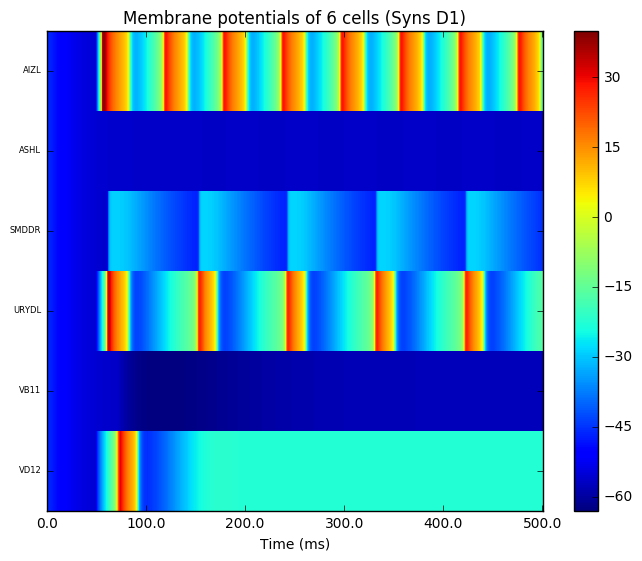 Membrane potentials of 6 cells (Syns D1)
AIZL
ASHL
SMDDR
URYDL
VB11
VD12
0.0
100.0
200.0
300.0
400.0
500.0
Time (ms)
30
15
0
−15
−30
−45
−60